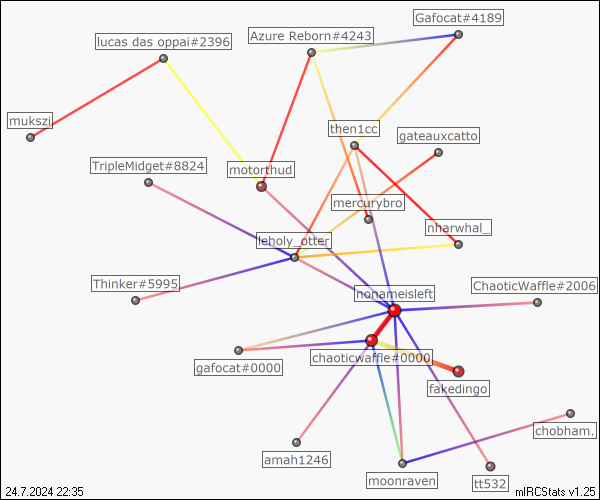 Gafocat#4189
Azure Reborn#4243
lucas das oppai#2396
mukszi
then1cc
gateauxcatto
TripleMidget#8824
motorthud
mercurybro
nharwhal_
leholy_otter
Thinker#5995
nonameisleft
ChaoticWaffle#2006
gafocat#0000
chaoticwaffle#0000
fakedingo
chobham.
amah1246
moonraven
tt532
24.7.2024 22:35
mIRCStats v1.25